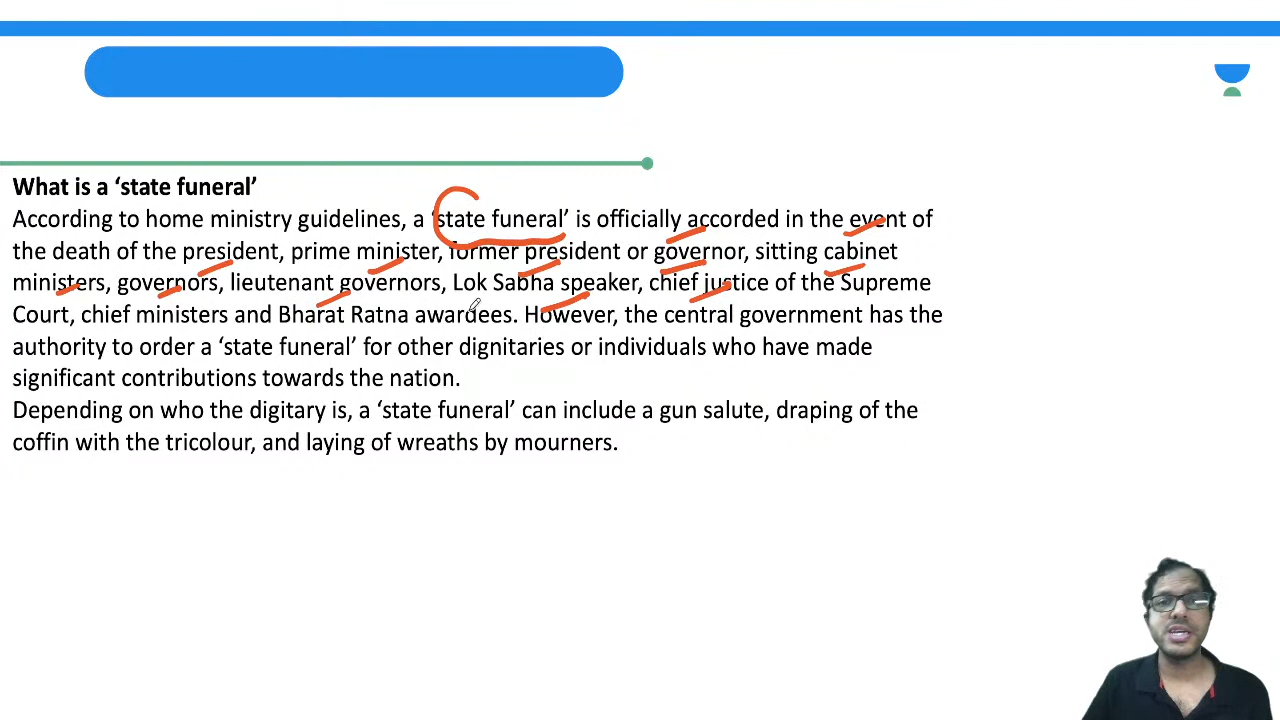 What is a ‘state funeral’
According to home ministry guidelines, a ‘state funeral’ is officially accorded in the event of
the death of the president, prime minister, former president or governor, sitting cabinet
ministers, governors, lieutenant governors, Lok Sabha speaker, chief justice of the Supreme
Court, chief ministers and Bharat Ratna awardees. However, the central government has the
authority to order a ‘state funeral’ for other dignitaries or individuals who have made
significant contributions towards the nation.
Depending on who the digitary is, a ‘state funeral’ can include a gun salute, draping of the
coffin with the tricolour, and laying of wreaths by mourners.